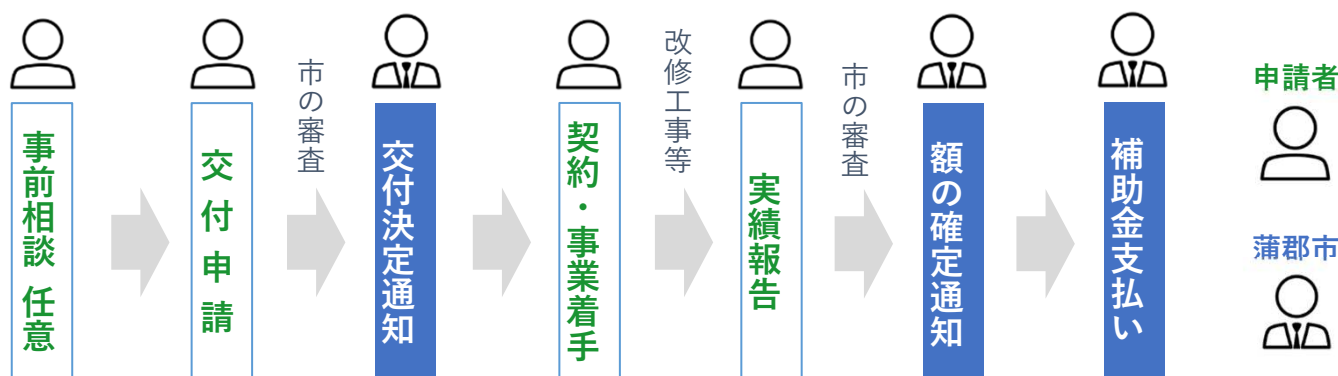 事前相談 任意
交付申請
市の審査
交付決定通知
契約・事業着手
改修工事等
実績報告
市の審査
額の確定通知
補助金支払い
申請者
蒲郡市